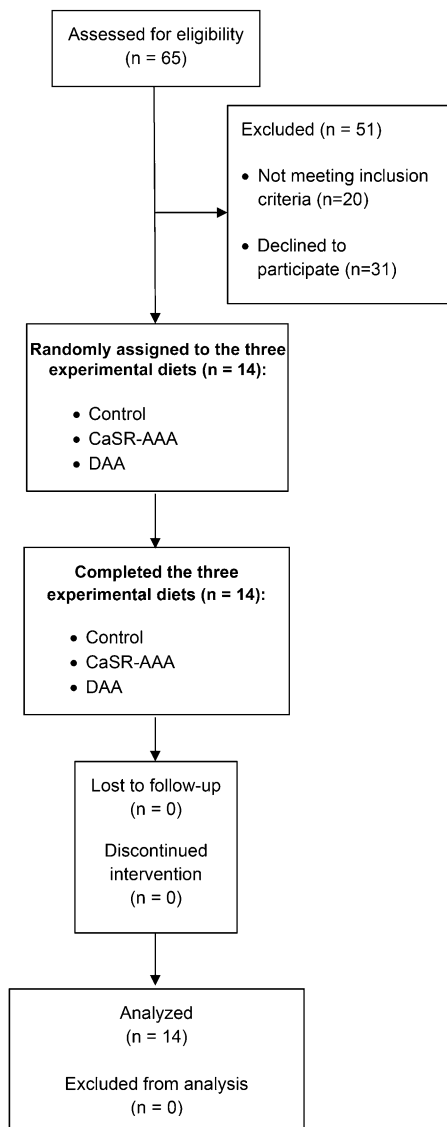 Assessed for eligibility
(n = 65)
Excluded (n = 51)
• Not meeting inclusion
criteria (n=20)
• Declined to
participate (n=31)
Randomly assigned to the three
experimental diets (n = 14):
• Control
• CaSR-AAA
• DAA
Completed the three
experimental diets (n = 14):
• Control
• CaSR-AAA
• DAA
Lost to follow-up
(n = 0)
Discontinued
intervention
(n = 0)
Analyzed
(n = 14)
Excluded from analysis
(n = 0)